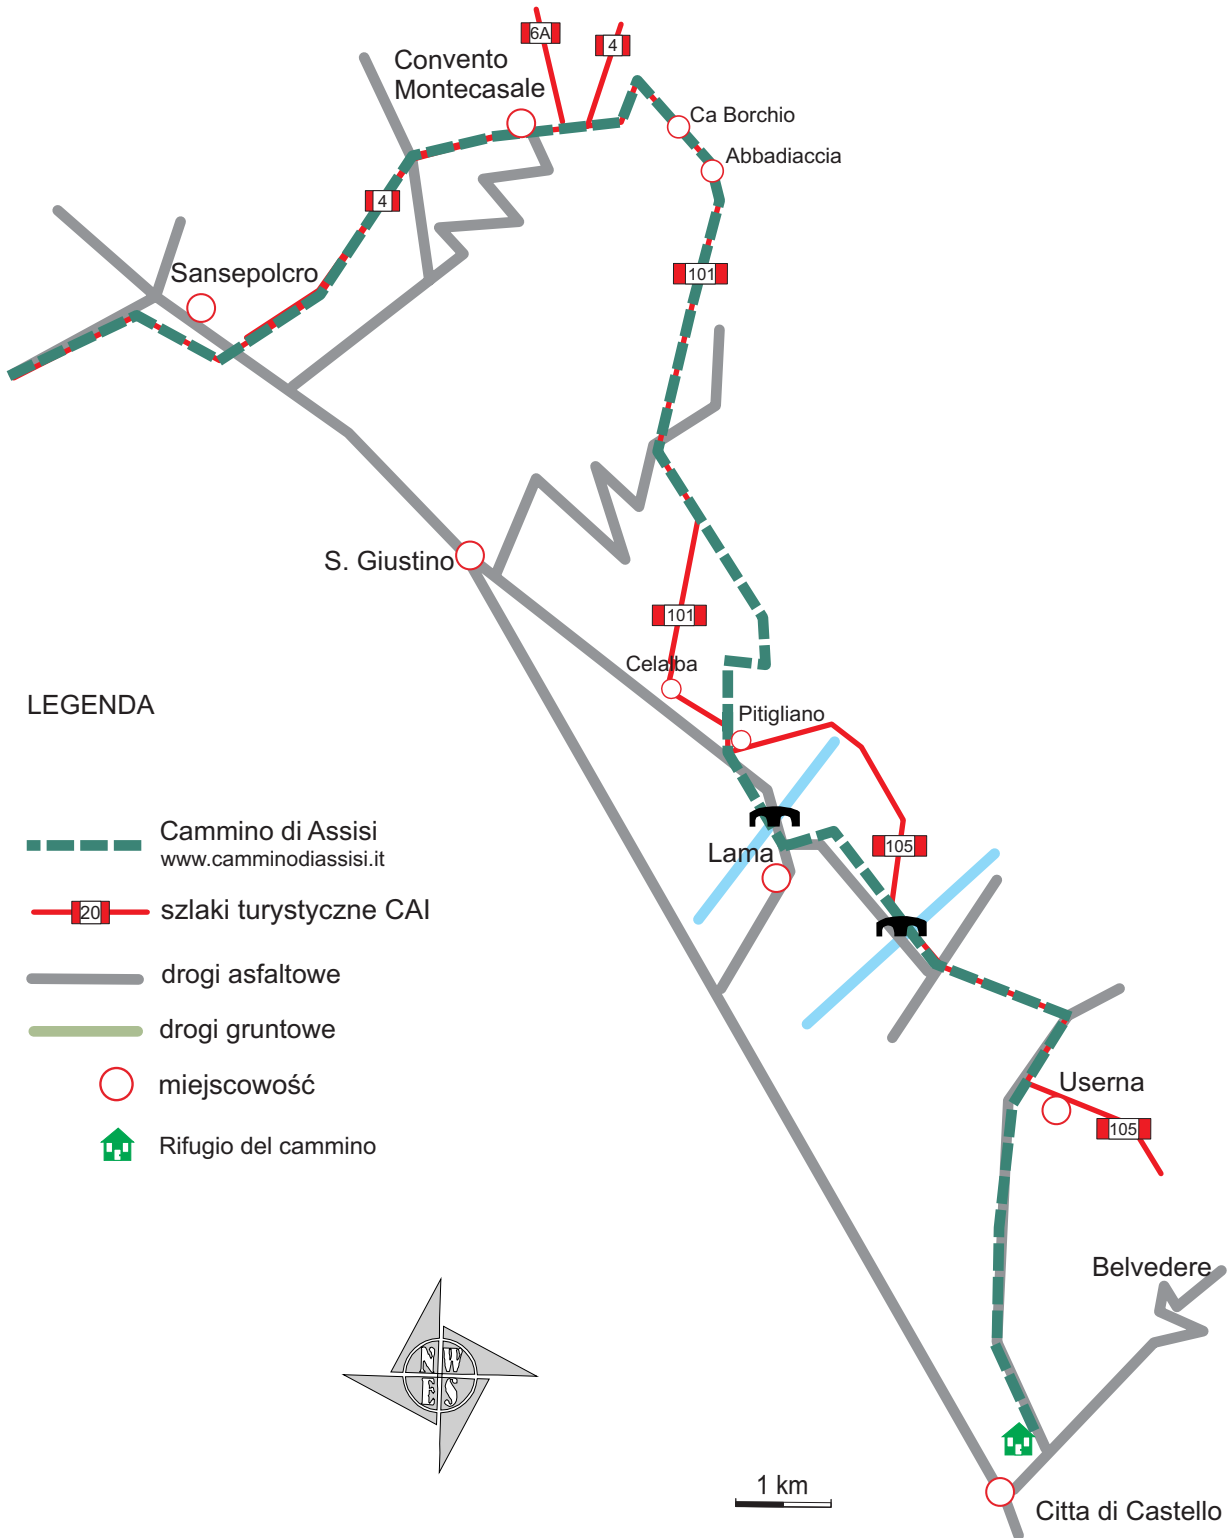 6A
4
Convento
Montecasale
Ca Borchio
Abbadiaccia
4
Sansepolcro
101
S. Giustino
101
Celalba
LEGENDA
Pitigliano
Cammino di Assisi
www.camminodiassisi.it
Lama
105
20
szlaki turystyczne CAI
drogi asfaltowe
drogi gruntowe
miejscowość
Userna
105
Rifugio del cammino
Belvedere
N W
E S
1 km
Citta di Castello